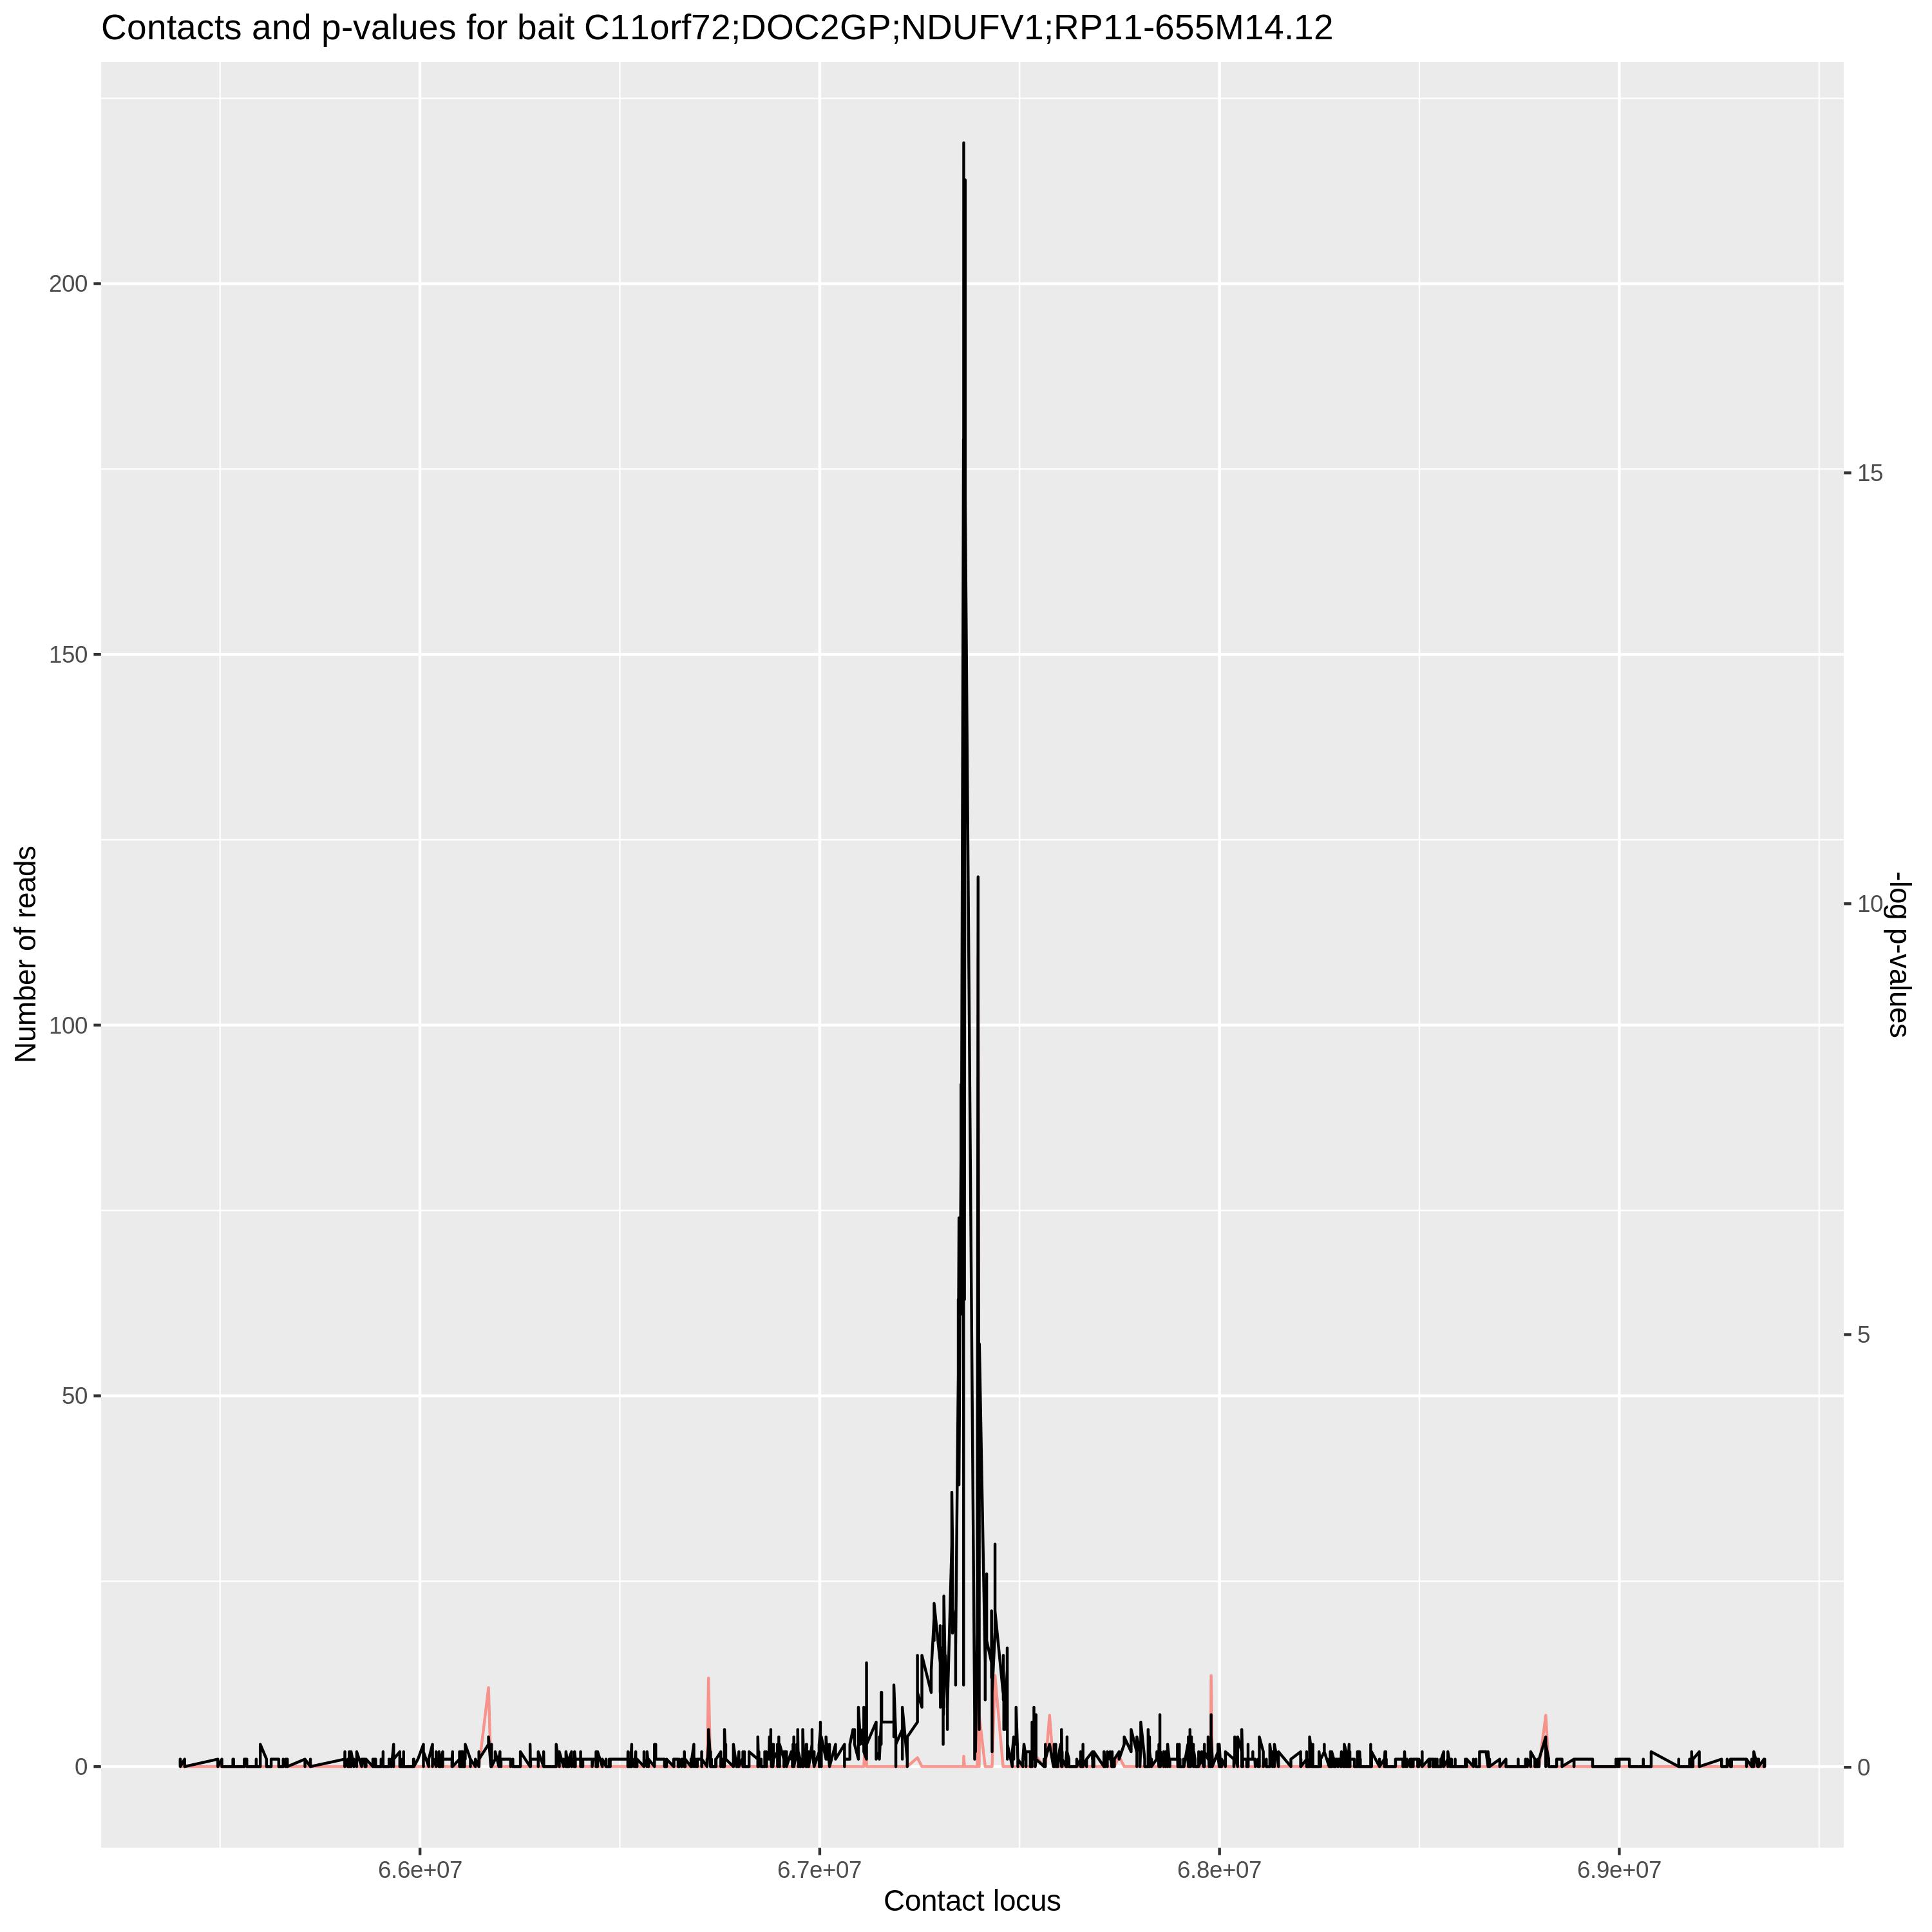 Contacts and p-values for bait C11orf72;DOC2GP;NDUFV1;RP11-655M14.12
Number of reads
200
150
100
50
0
15
10
5
0
-log p-values
6.6e+07 6.7e+07 6.8e+07 6.9e+07
Contact locus